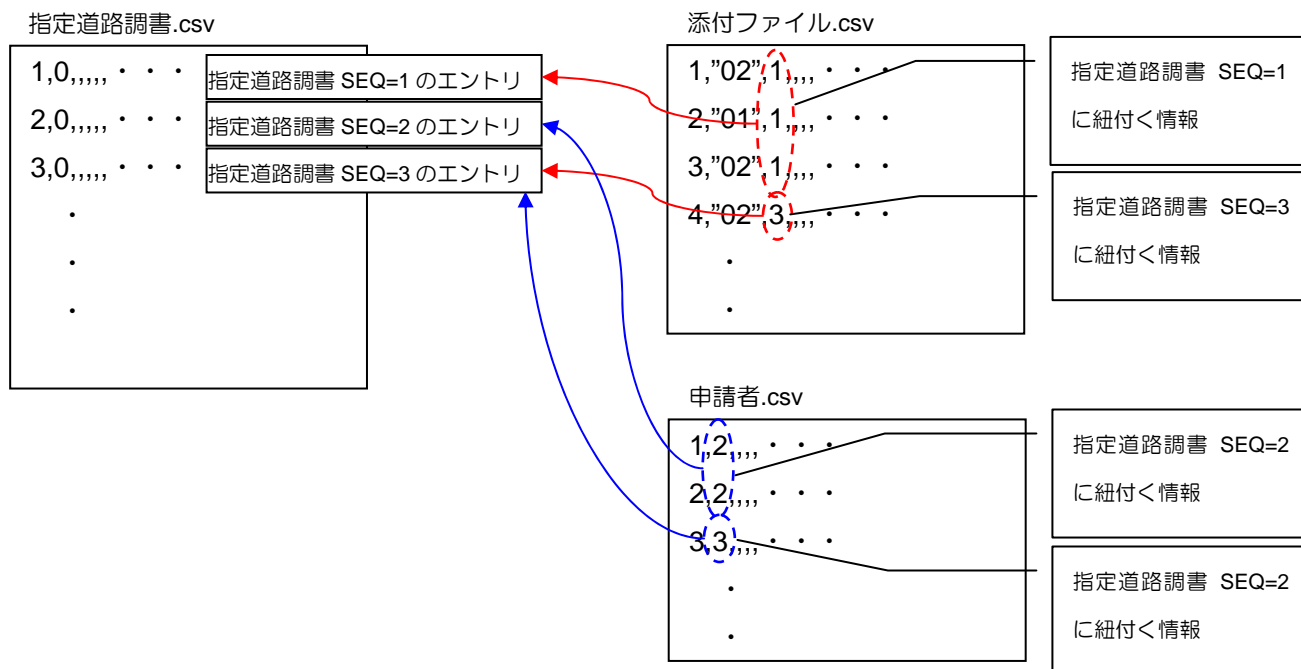 指定道路調書.csv
1,0,,,,,・・・
指定道路調書 SEQ=1 のエントリ
2,0,,,,,・・・
指定道路調書 SEQ=2 のエントリ
3,0,,,,,・・・
指定道路調書 SEQ=3 のエントリ
・
・
・
添付ファイル.csv
1,”02”,1,,,,・・・
2,”01”,1,,,,・・・
3,”02”,1,,,,・・・
4,”02”,3,,,,・・・
・
・
指定道路調書 SEQ=1
に紐付く情報
指定道路調書 SEQ=3
に紐付く情報
申請者.csv
1,2,,,,・・・
2,2,,,,・・・
3,3,,,,・・・
・
・
指定道路調書 SEQ=2
に紐付く情報
指定道路調書 SEQ=2
に紐付く情報